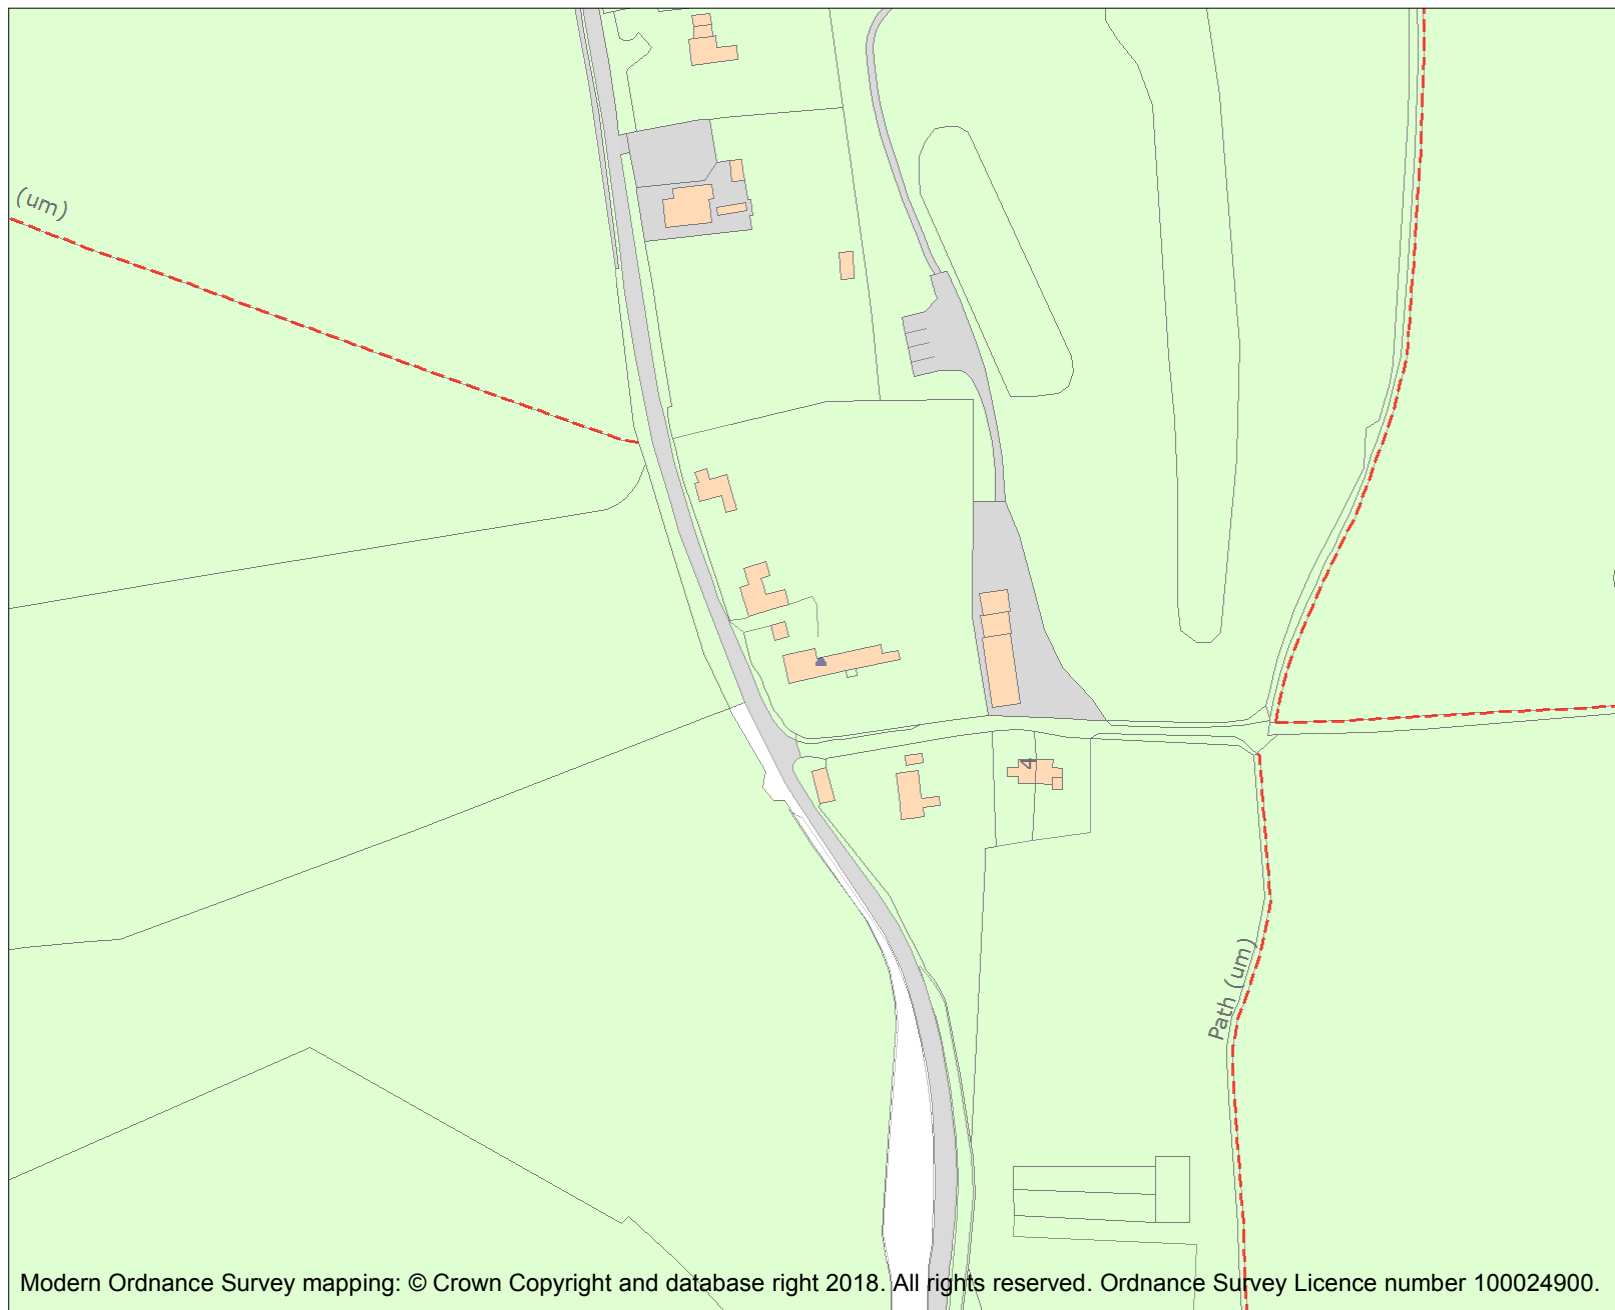 (um)
4
Path (um)
Modern Ordnance Survey mapping: © Crown Copyright and database right 2018. All rights reserved. Ordnance Survey Licence number 100024900.